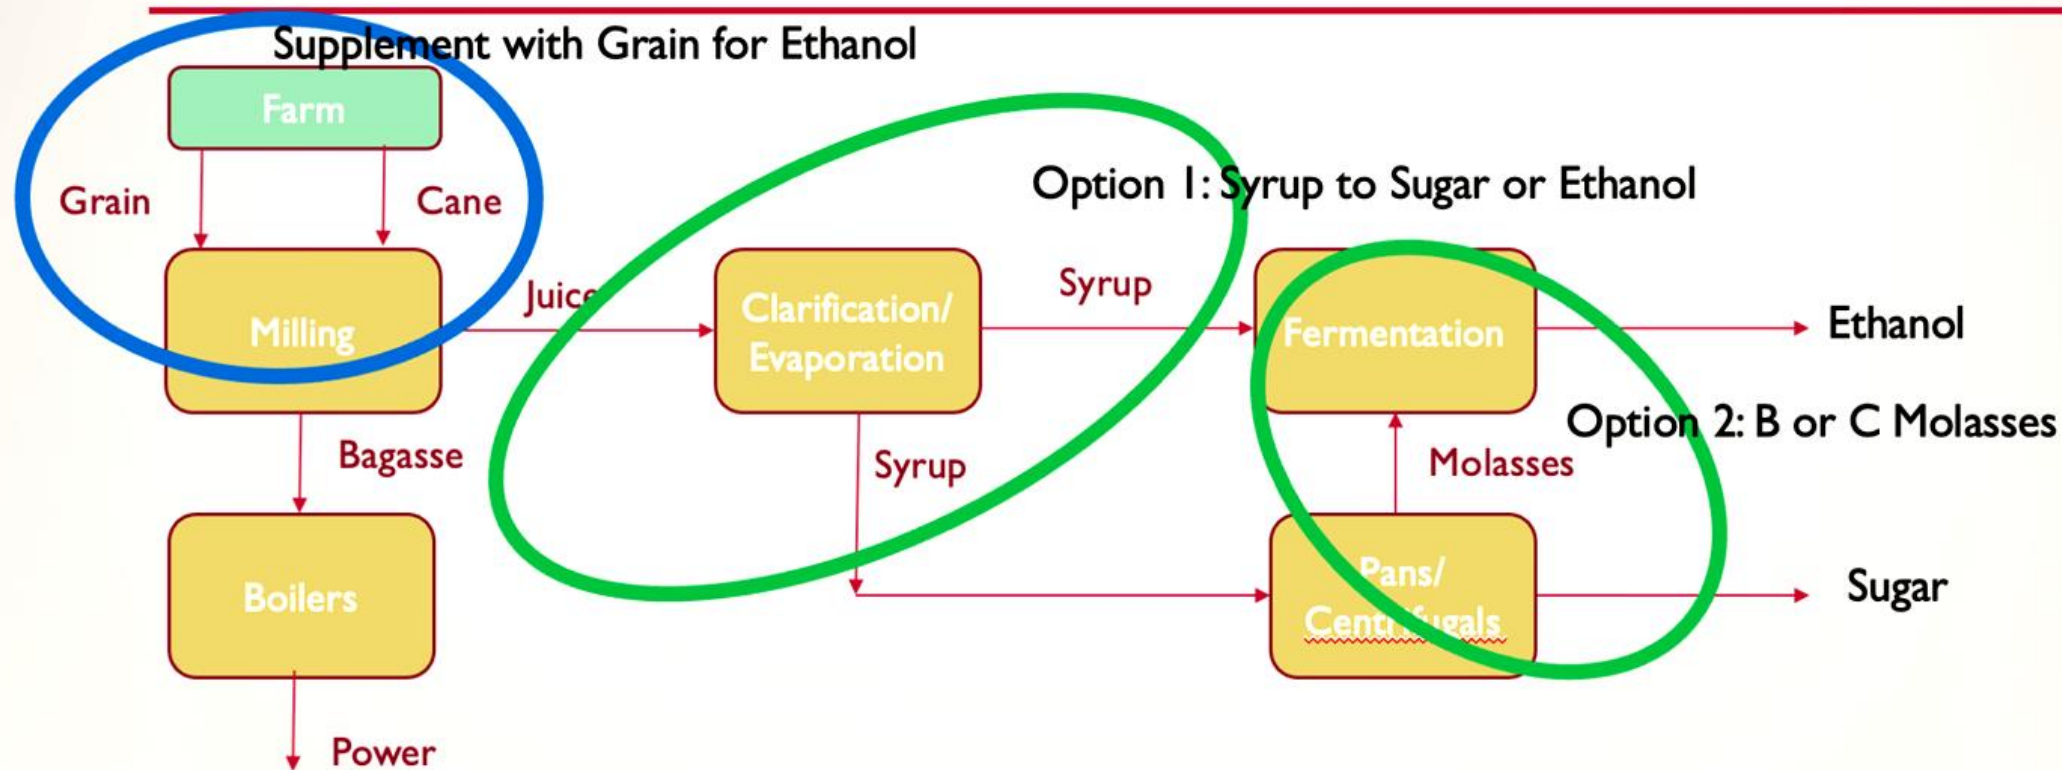 Supplement with Grain for Ethanol
Farm
Grain
Cane
Option 1: Syrup to Sugar or Ethanol
Milling
Juice
Clarification/
Evaporation
Syrup
Fermentation
Ethanol
Option 2: B or C Molasses
Bagasse
Syrup
Molasses
Boilers
Pans/
Centrifugals
Sugar
Power